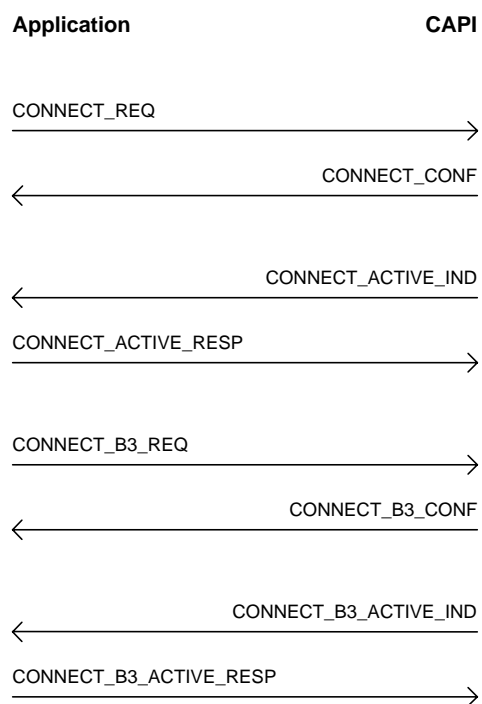 Application CAPI
CONNECT_REQ
CONNECT_CONF
CONNECT_ACTIVE_IND
CONNECT_ACTIVE_RESP
CONNECT_B3_REQ
CONNECT_B3_CONF
CONNECT_B3_ACTIVE_IND
CONNECT_B3_ACTIVE_RESP